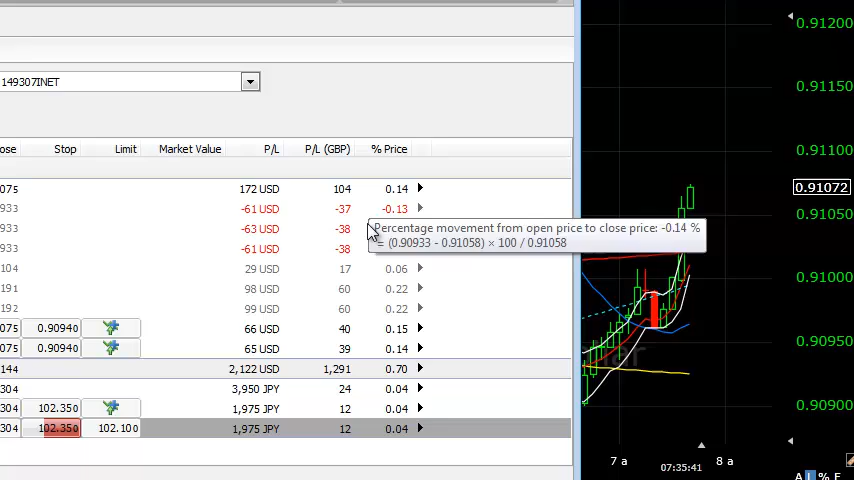 0.91200
149307INET
0.91150
ose Stop Limit Market Value P/L P/L (GBP) % Price
0.91100
075 172 USD 104 0.14
0.91072
933 -61 USD -37 -0.13
0.91050
933 -63 USD -38 Percentage movement from open price to close price: -0.14 %
= (0.90933 - 0.91058) × 100 / 0.91058
933 -61 USD -38
104 29 USD 17 0.06
0.91000
191 98 USD 60 0.22
192 99 USD 60 0.22
075 0.90940 66 USD 40 0.15
075 0.90940 65 USD 39 0.14
0.90950
144 2,122 USD 1,291 0.70
304 3,950 JPY 24 0.04
304 102.350 1,975 JPY 12 0.04
0.90900
304 102.350 102.100 1,975 JPY 12 0.04
7 a 8 a
07:35:41
A L % F